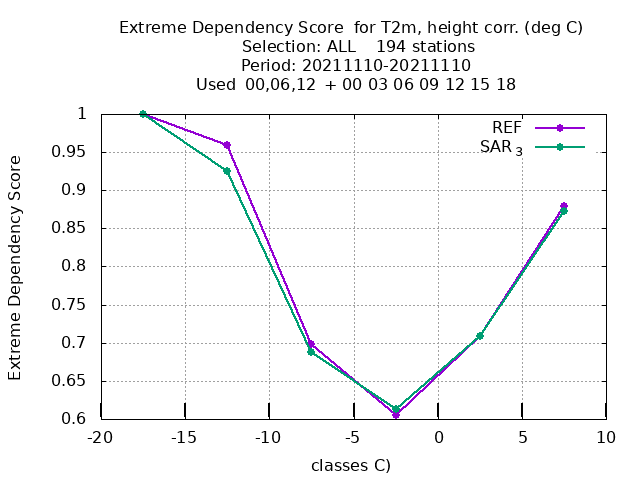 Extreme Dependency Score  for T2m, height corr. (deg C)
Selection: ALL    194 stations
Period: 20211110-20211110
Used  00,06,12  + 00 03 06 09 12 15 18
REF
SAR 3
1
0.95
0.9
0.85
0.8
0.75
0.7
0.65
0.6
Extreme Dependency Score
-20 -15 -10 -5 0 5 10
classes C)